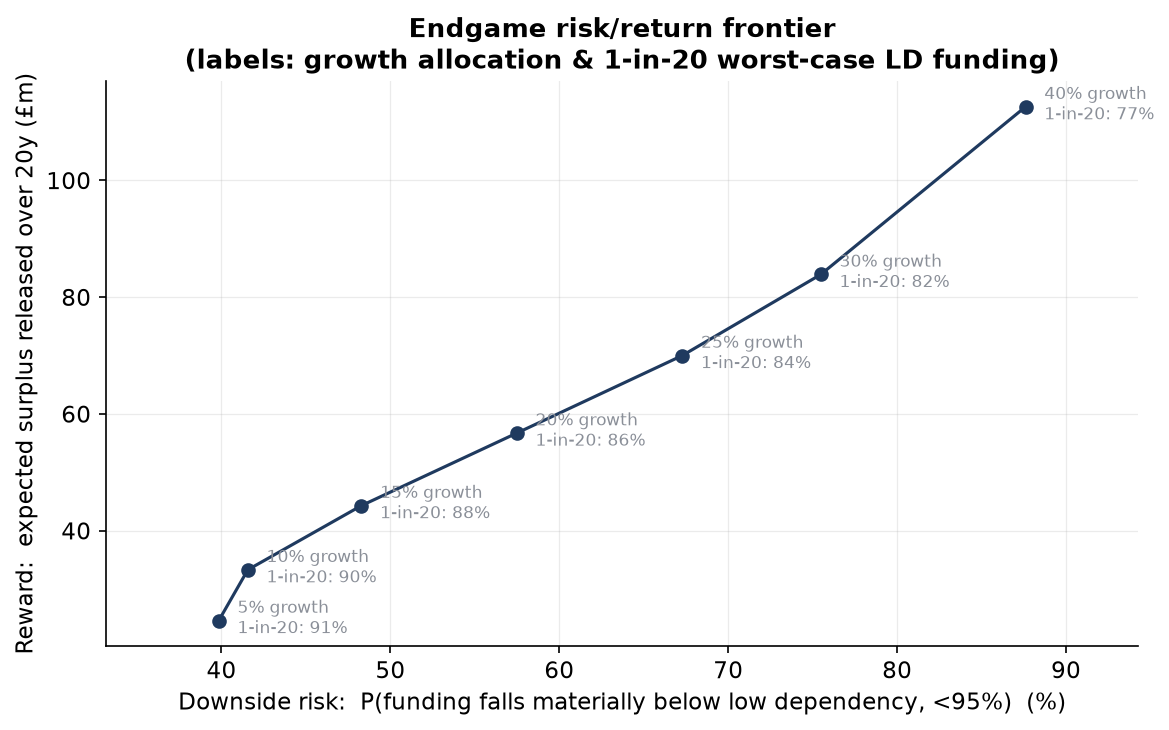 Endgame risk/return frontier
(labels: growth allocation & 1-in-20 worst-case LD funding)
Reward:  expected surplus released over 20y (£m)
100
80
60
40
40% growth
1-in-20: 77%
30% growth
1-in-20: 82%
25% growth
1-in-20: 84%
20% growth
1-in-20: 86%
15% growth
1-in-20: 88%
10% growth
1-in-20: 90%
5% growth
1-in-20: 91%
40
50
60
70
80
90
Downside risk:  P(funding falls materially below low dependency, <95%)  (%)